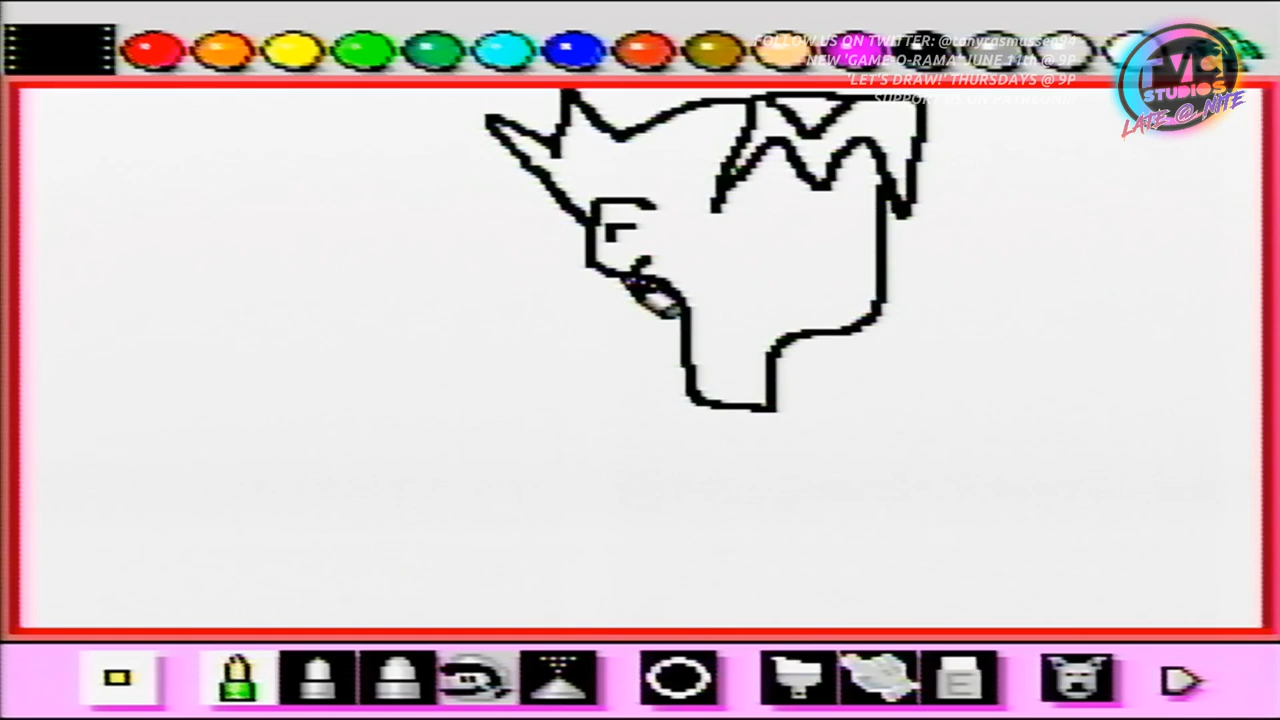 FOLLOW US ON TWITTER: @tonyrasmussen94
NEW 'GAME-O-RAMA' JUNE 11th @ 9P
'LET'S DRAW!' THURSDAYS @ 9P
SUPPORT US ON PATREON!!!
TVC
STUDIOS
LATE @ NITE